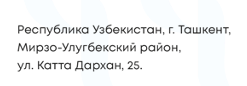 Республика Узбекистан, г. Ташкент,
Мирзо-Улугбекский район,
ул. Катта Дархан, 25.